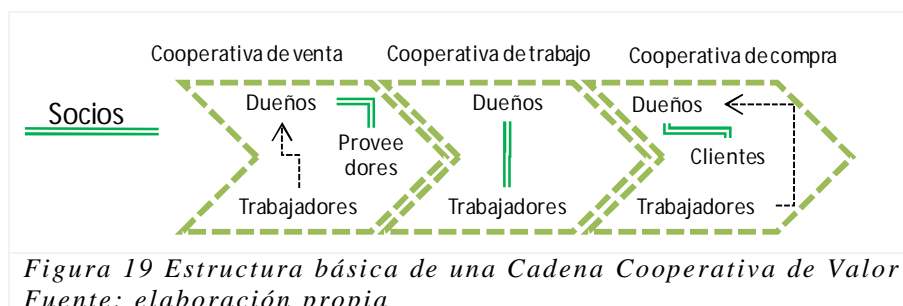 Cooperativa de venta
Cooperativa de trabajo
Cooperativa de compra
Socios
Dueños
Provee
dores
Trabajadores
Dueños
Trabajadores
Dueños
Clientes
Trabajadores
Figura 19 Estructura básica de una Cadena Cooperativa de Valor
Fuente: elaboración propia